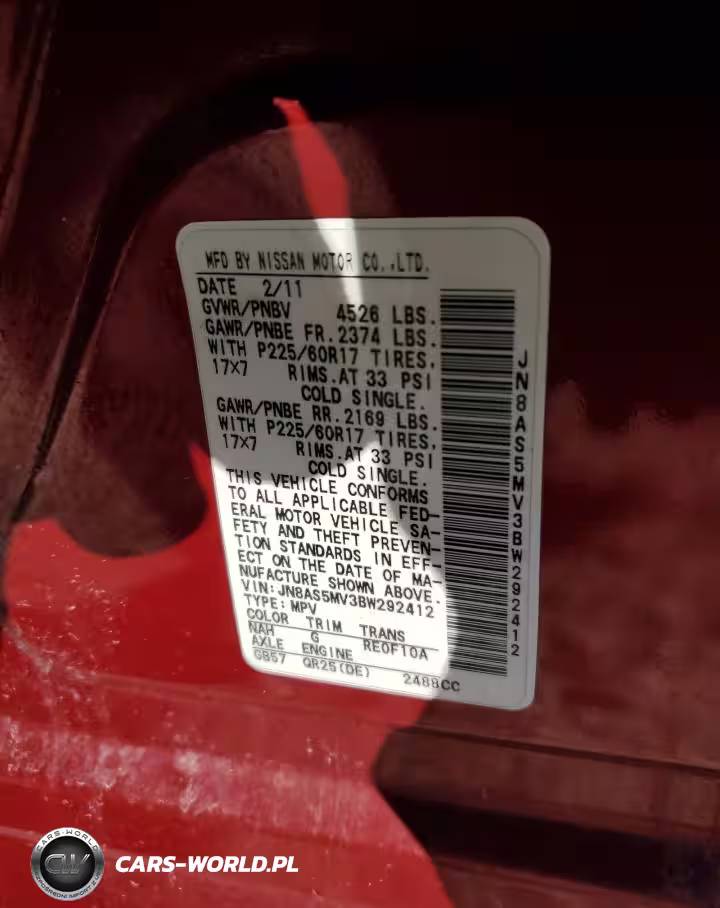 MFD BY NISSAN MOTOR CO.,LTD.
DATE 2/11
GVWR/PNBV 4526 LBS.
GAWR/PNBE FR.2374 LBS.
WITH P225/60R17 TIRES,
17X7 RIMS.AT 33 PSI
COLD SINGLE.
GAWR/PNBE RR.2169 LBS.
WITH P225/60R17 TIRES,
17X7 RIMS.AT 33 PSI
COLD SINGLE.
THIS VEHICLE CONFORMS
TO ALL APPLICABLE FED-
ERAL MOTOR VEHICLE SA-
FETY AND THEFT PREVEN-
TION STANDARDS IN EFF-
ECT ON THE DATE OF MA-
NUFACTURE SHOWN ABOVE.
VIN:JN8AS5MV3BW292412
TYPE:MPV
COLOR TRIM TRANS
NAH G RE0F10A
AXLE ENGINE
GB57 QR25(DE) 2488CC
JN8AS5MV3BW292412
CARS-WORLD
CW
CARS-WORLD.PL